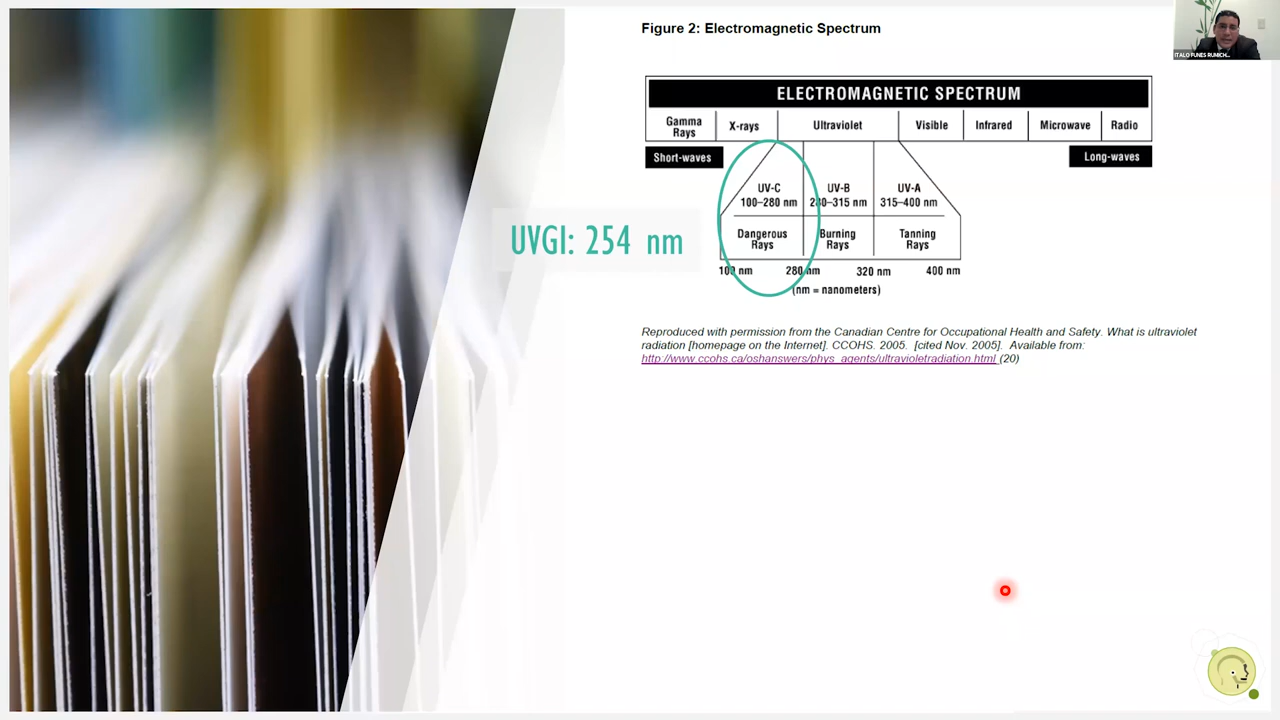 Figure 2: Electromagnetic Spectrum
ITALO FUNES RUMICH...
ELECTROMAGNETIC SPECTRUM
Gamma Rays
X-rays
Ultraviolet
Visible
Infrared
Microwave
Radio
Short-waves
Long-waves
UV-C
100–280 nm
UV-B
280–315 nm
UV-A
315–400 nm
UVGI: 254 nm
Dangerous
Rays
Burning
Rays
Tanning
Rays
100 nm
280 nm
320 nm
400 nm
(nm = nanometers)
Reproduced with permission from the Canadian Centre for Occupational Health and Safety. What is ultraviolet
radiation [homepage on the Internet]. CCOHS. 2005. [cited Nov. 2005]. Available from:
http://www.ccohs.ca/oshanswers/phys_agents/ultravioletradiation.html (20)